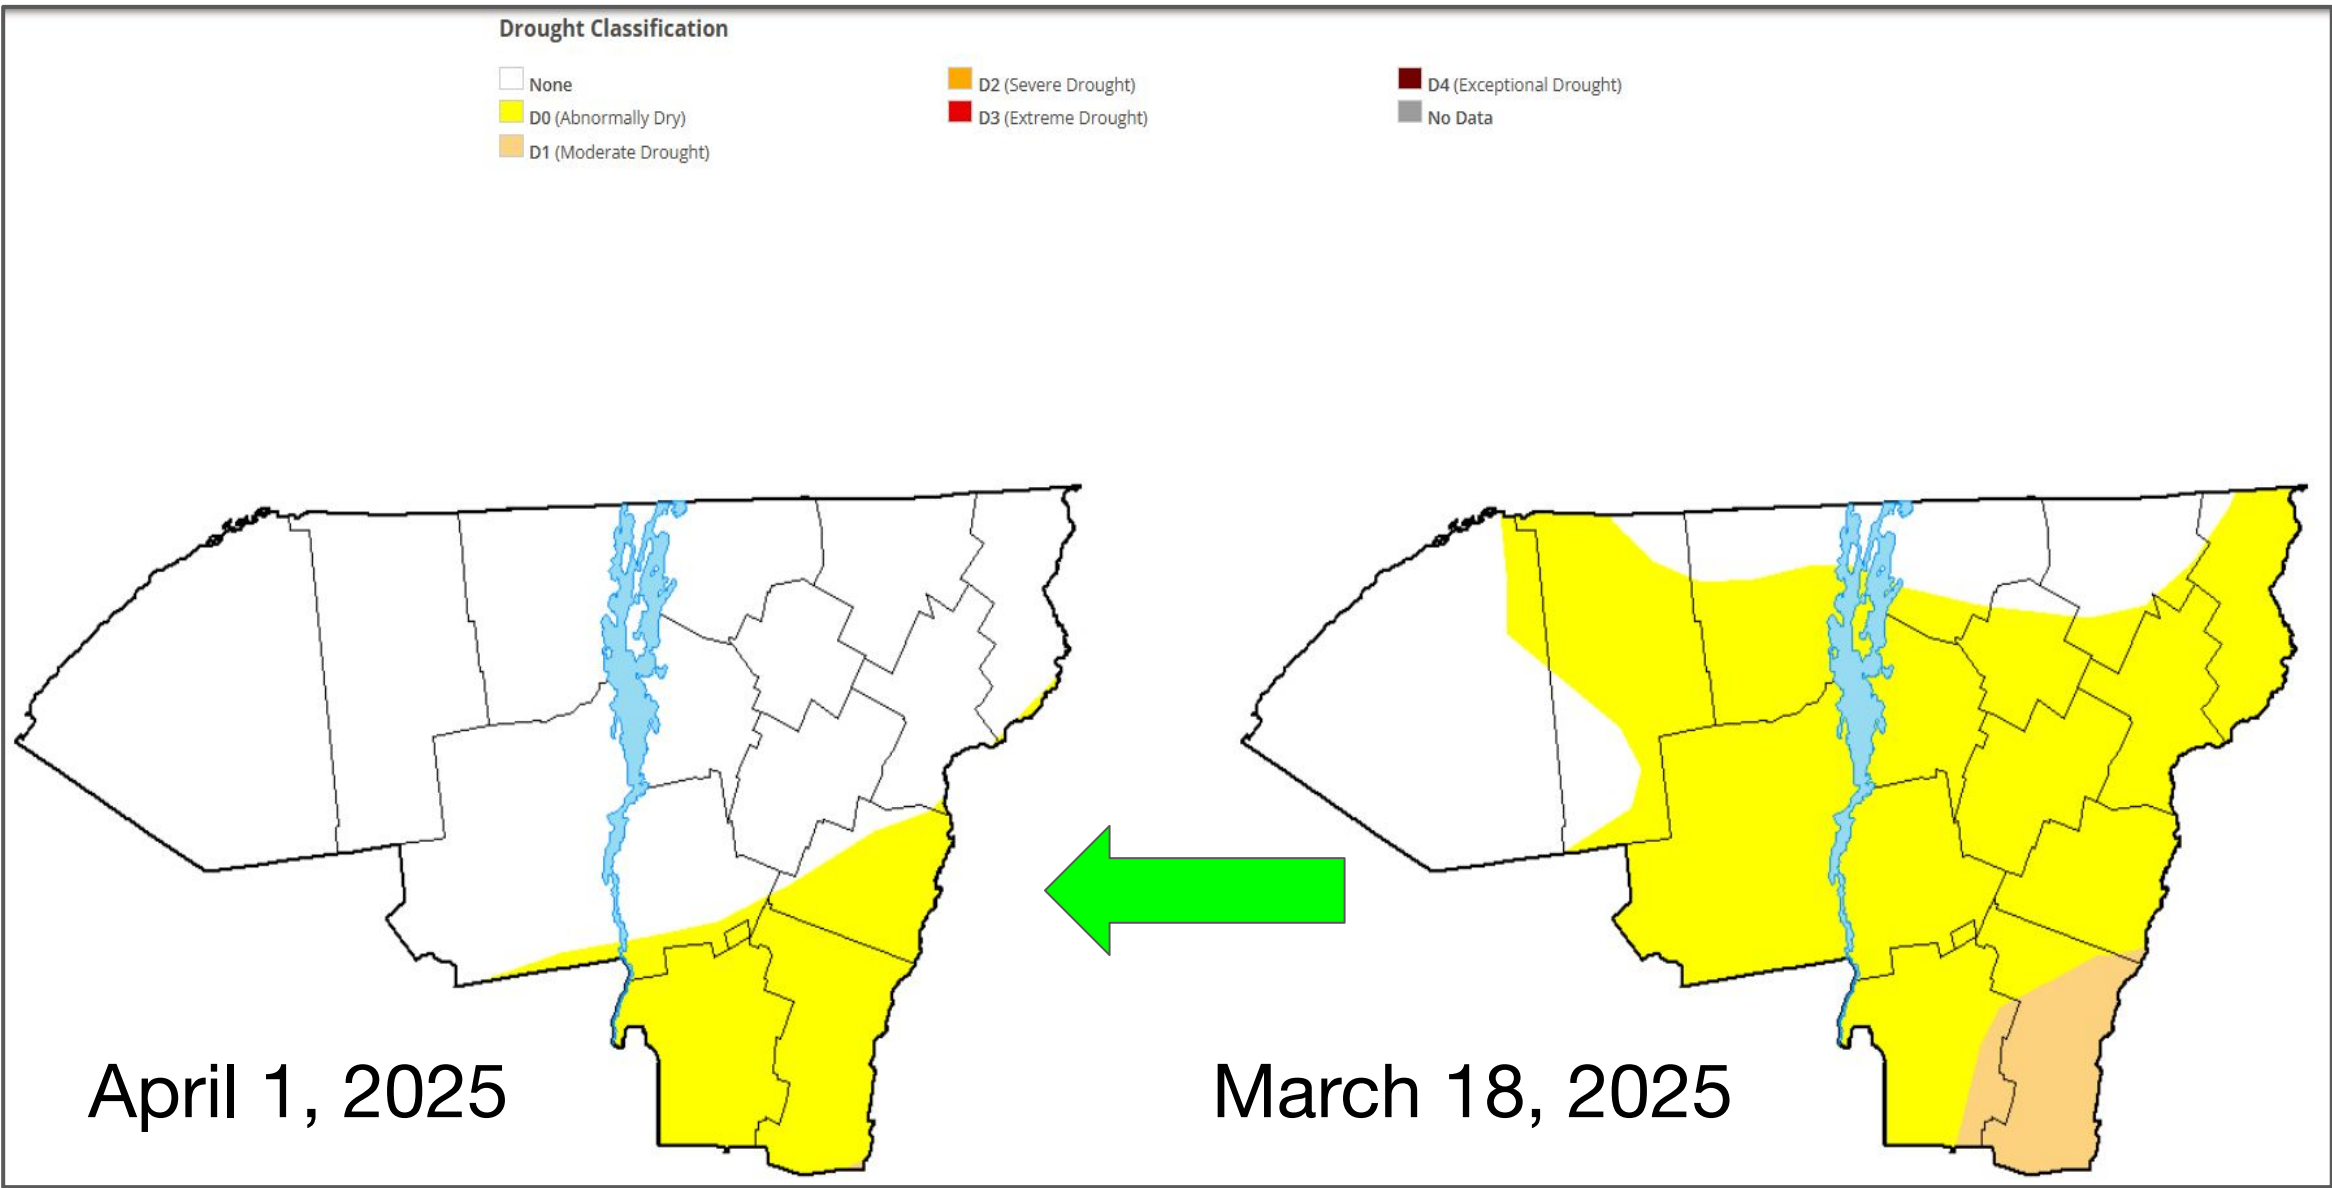 Drought Classification
None
D0 (Abnormally Dry)
D1 (Moderate Drought)
D2 (Severe Drought)
D3 (Extreme Drought)
D4 (Exceptional Drought)
No Data
April 1, 2025
March 18, 2025